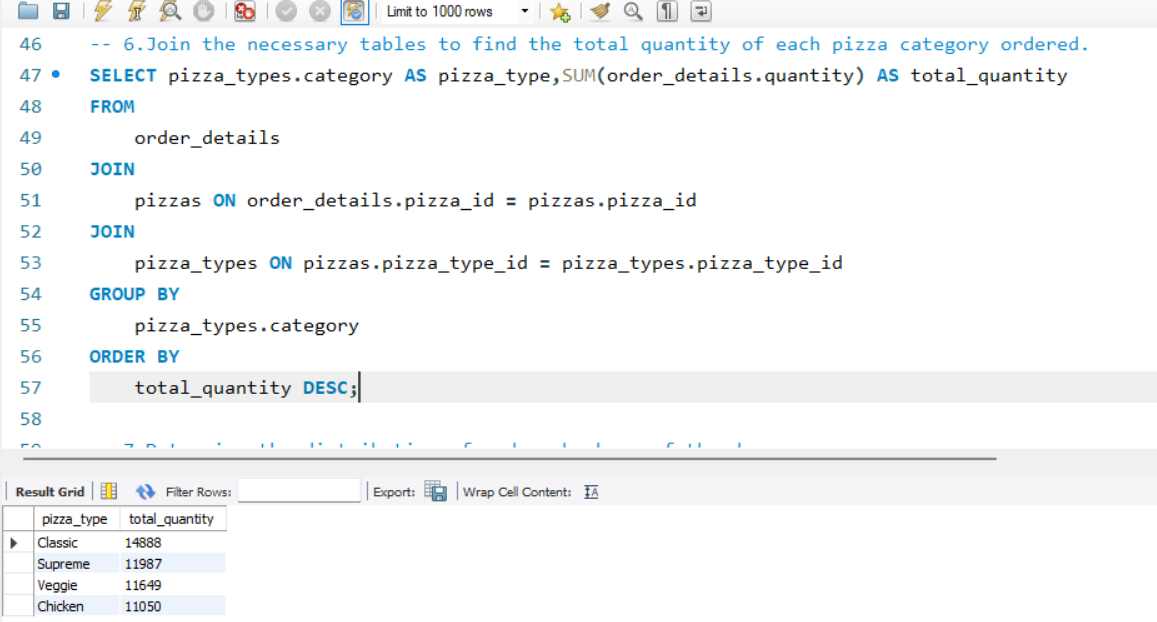 Limit to 1000 rows
46 -- 6.Join the necessary tables to find the total quantity of each pizza category ordered.
47 SELECT pizza_types.category AS pizza_type,SUM(order_details.quantity) AS total_quantity
48 FROM
49 order_details
50 JOIN
51 pizzas ON order_details.pizza_id = pizzas.pizza_id
52 JOIN
53 pizza_types ON pizzas.pizza_type_id = pizza_types.pizza_type_id
54 GROUP BY
55 pizza_types.category
56 ORDER BY
57 total_quantity DESC;
58
Result Grid Filter Rows: Export: Wrap Cell Content:
pizza_type total_quantity
Classic 14888
Supreme 11987
Veggie 11649
Chicken 11050